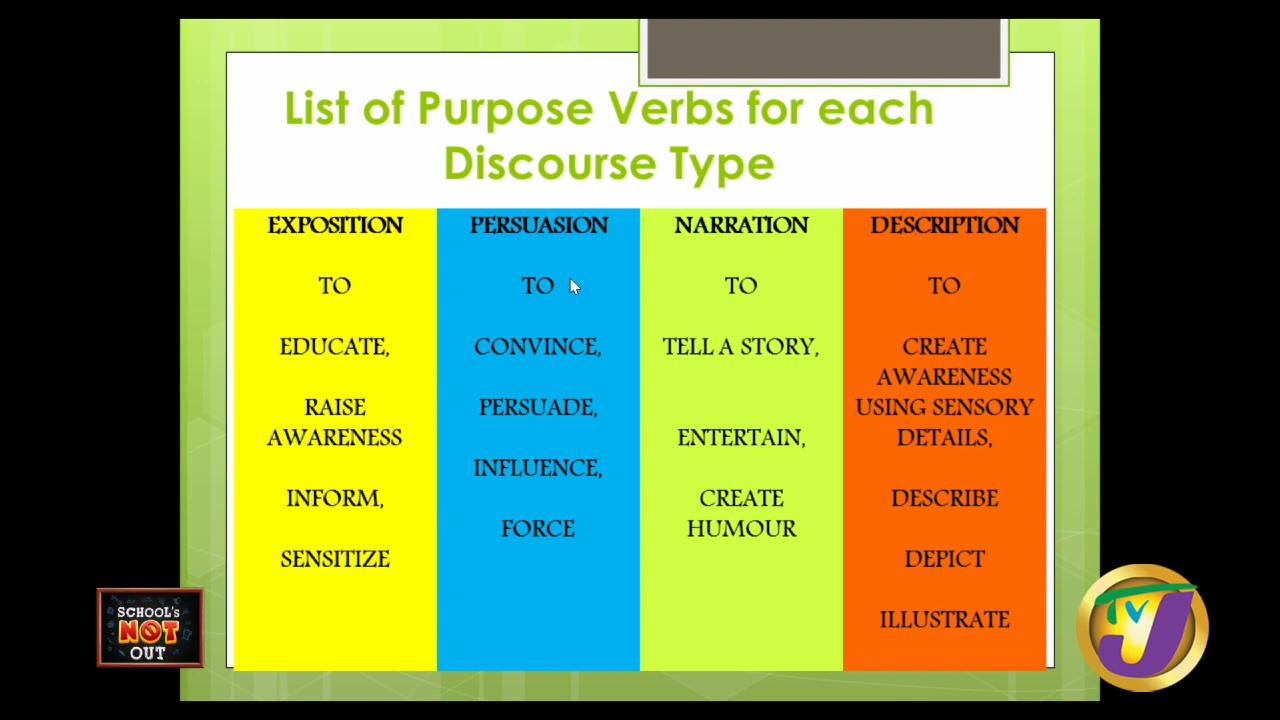 List of Purpose Verbs for each
Discourse Type
EXPOSITION
TO
EDUCATE,
RAISE
AWARENESS
INFORM,
SENSITIZE
PERSUASION
TO
CONVINCE,
PERSUADE,
INFLUENCE,
FORCE
NARRATION
TO
TELL A STORY,
ENTERTAIN,
CREATE
HUMOUR
DESCRIPTION
TO
CREATE
AWARENESS
USING SENSORY
DETAILS,
DESCRIBE
DEPICT
ILLUSTRATE
SCHOOL's
NOT
OUT
TVJ